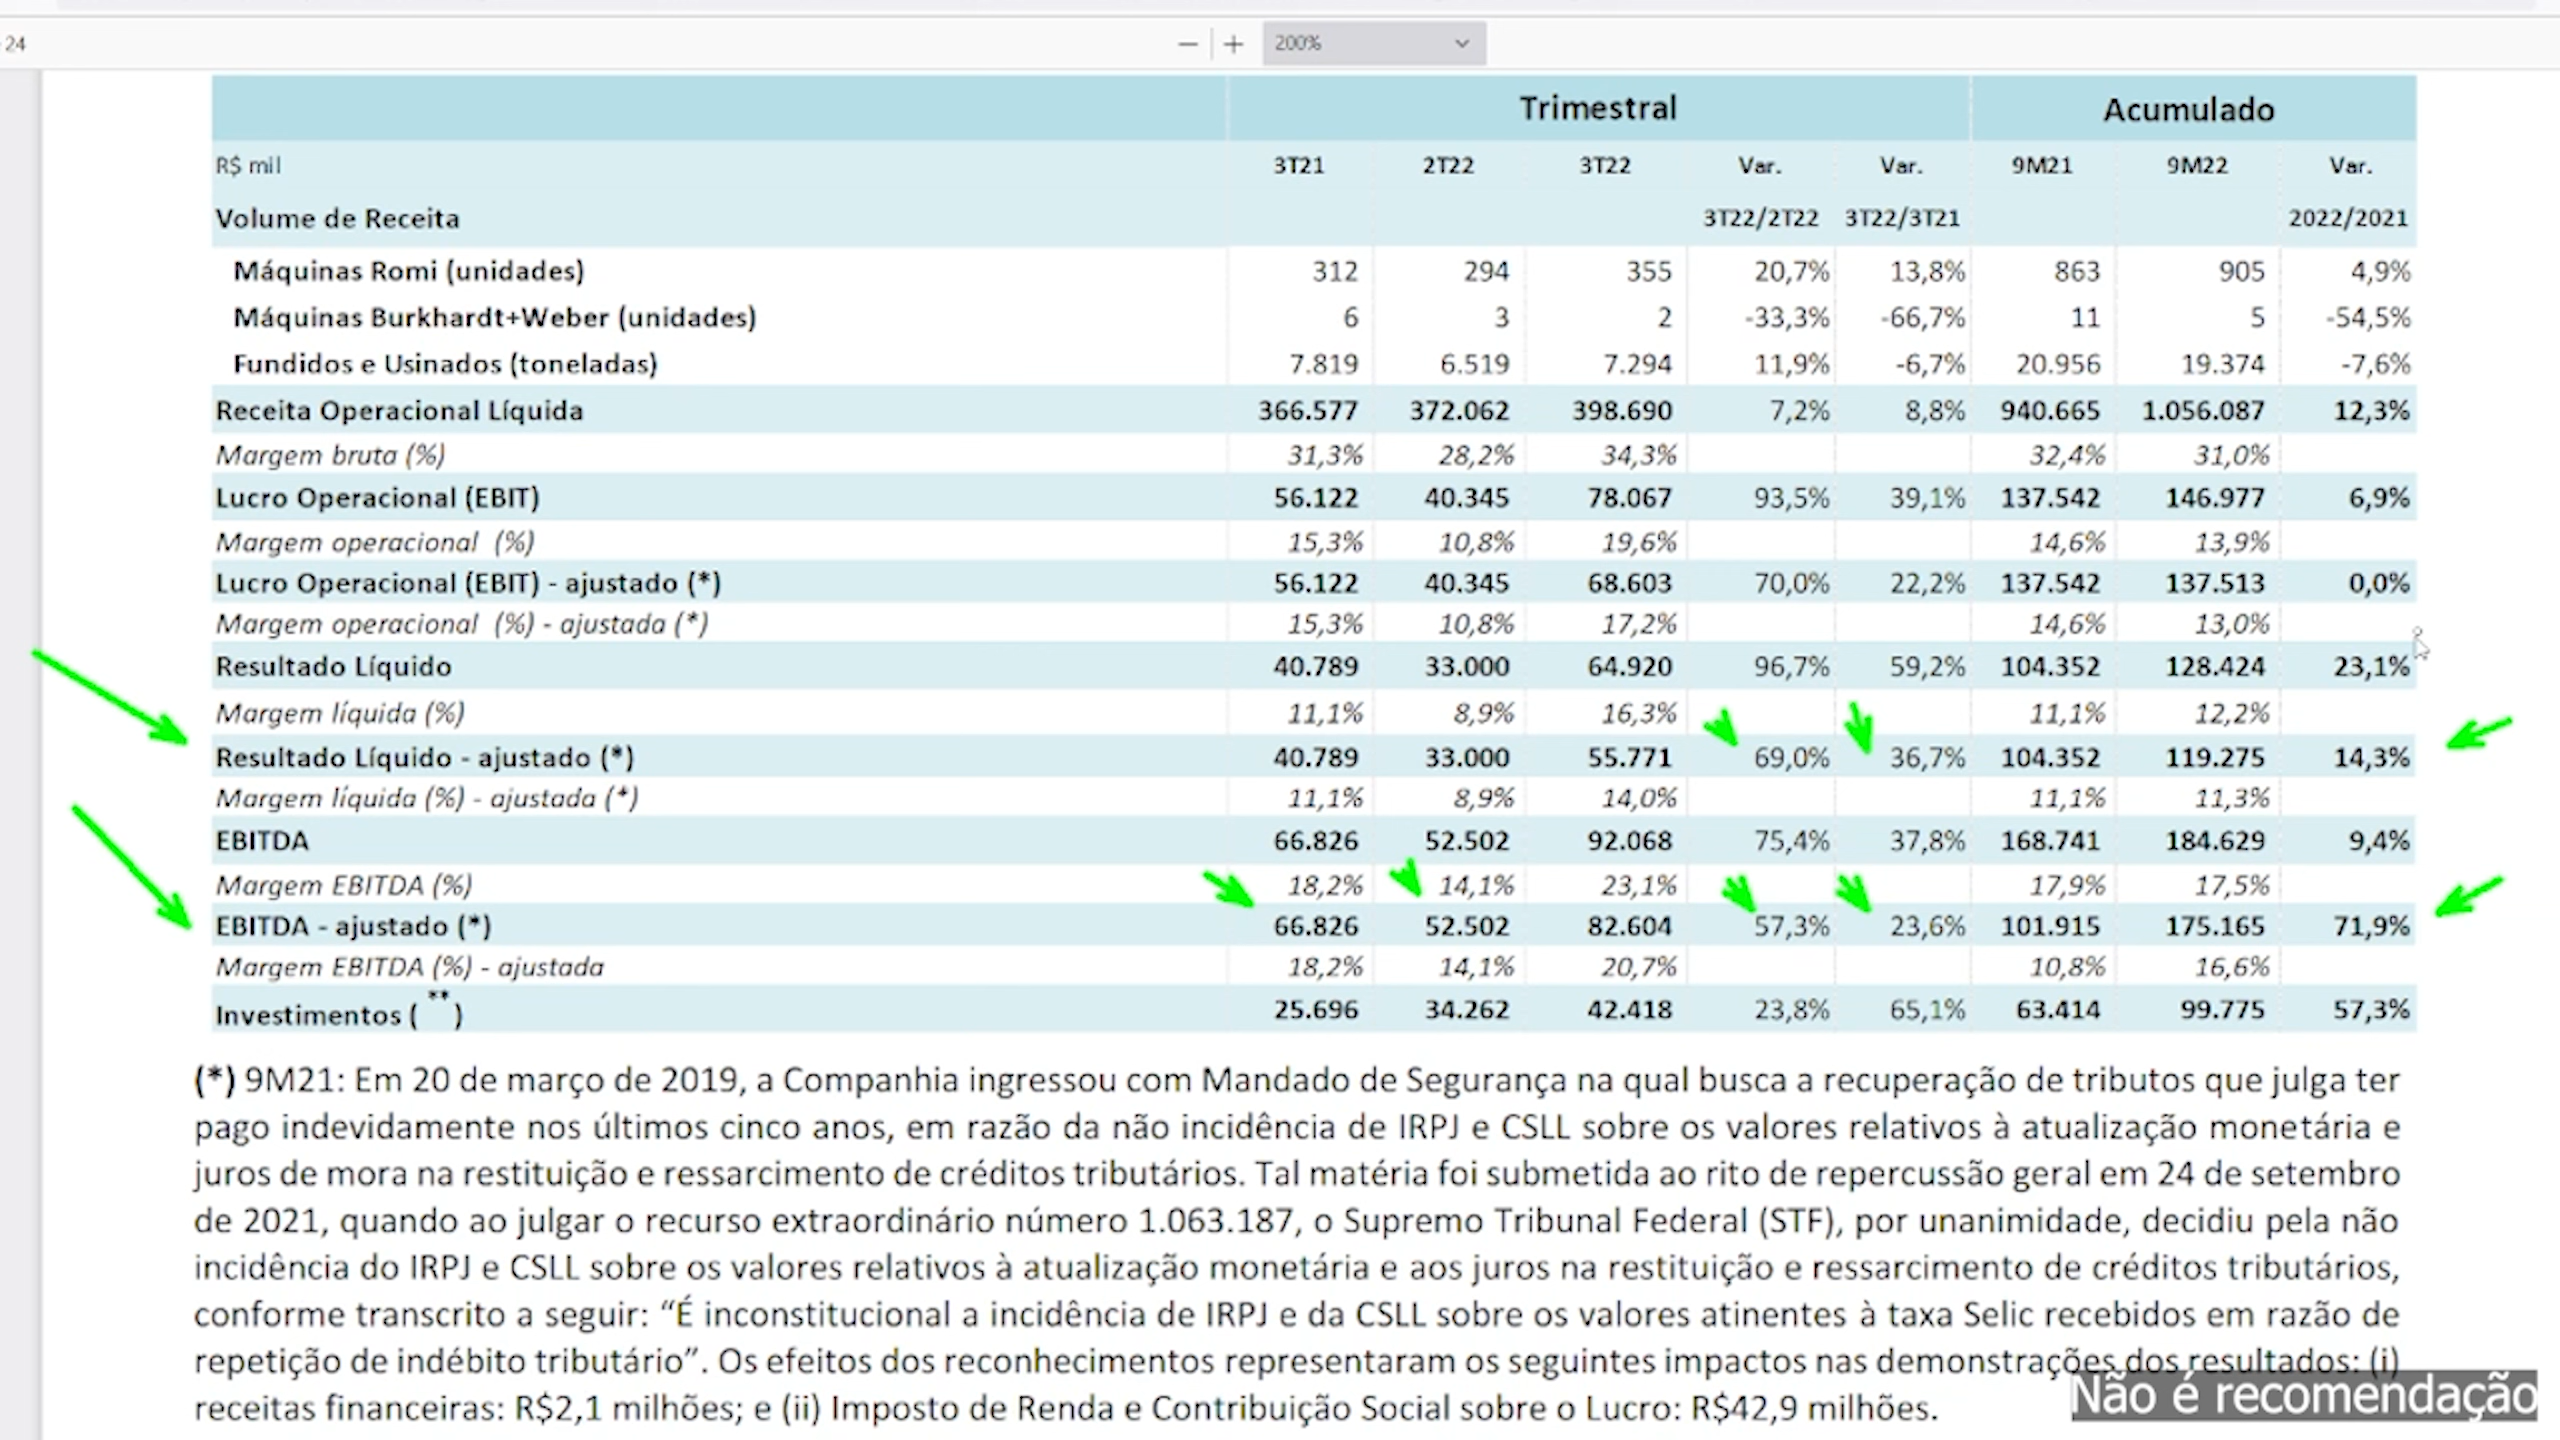 24
200%
Trimestral Acumulado
R$ mil 3T21 2T22 3T22 Var. Var. 9M21 9M22 Var.
Volume de Receita 3T22/2T22 3T22/3T21 2022/2021
Máquinas Romi (unidades) 312 294 355 20,7% 13,8% 863 905 4,9%
Máquinas Burkhardt+Weber (unidades) 6 3 2 -33,3% -66,7% 11 5 -54,5%
Fundidos e Usinados (toneladas) 7.819 6.519 7.294 11,9% -6,7% 20.956 19.374 -7,6%
Receita Operacional Líquida 366.577 372.062 398.690 7,2% 8,8% 940.665 1.056.087 12,3%
Margem bruta (%) 31,3% 28,2% 34,3% 32,4% 31,0%
Lucro Operacional (EBIT) 56.122 40.345 78.067 93,5% 39,1% 137.542 146.977 6,9%
Margem operacional (%) 15,3% 10,8% 19,6% 14,6% 13,9%
Lucro Operacional (EBIT) - ajustado (*) 56.122 40.345 68.603 70,0% 22,2% 137.542 137.513 0,0%
Margem operacional (%) - ajustada (*) 15,3% 10,8% 17,2% 14,6% 13,0%
Resultado Líquido 40.789 33.000 64.920 96,7% 59,2% 104.352 128.424 23,1%
Margem líquida (%) 11,1% 8,9% 16,3% 11,1% 12,2%
Resultado Líquido - ajustado (*) 40.789 33.000 55.771 69,0% 36,7% 104.352 119.275 14,3%
Margem líquida (%) - ajustada (*) 11,1% 8,9% 14,0% 11,1% 11,3%
EBITDA 66.826 52.502 92.068 75,4% 37,8% 168.741 184.629 9,4%
Margem EBITDA (%) 18,2% 14,1% 23,1% 17,9% 17,5%
EBITDA - ajustado (*) 66.826 52.502 82.604 57,3% 23,6% 101.915 175.165 71,9%
Margem EBITDA (%) - ajustada 18,2% 14,1% 20,7% 10,8% 16,6%
Investimentos ( ** ) 25.696 34.262 42.418 23,8% 65,1% 63.414 99.775 57,3%
(*) 9M21: Em 20 de março de 2019, a Companhia ingressou com Mandado de Segurança na qual busca a recuperação de tributos que julga ter
pago indevidamente nos últimos cinco anos, em razão da não incidência de IRPJ e CSLL sobre os valores relativos à atualização monetária e
juros de mora na restituição e ressarcimento de créditos tributários. Tal matéria foi submetida ao rito de repercussão geral em 24 de setembro
de 2021, quando ao julgar o recurso extraordinário número 1.063.187, o Supremo Tribunal Federal (STF), por unanimidade, decidiu pela não
incidência do IRPJ e CSLL sobre os valores relativos à atualização monetária e aos juros na restituição e ressarcimento de créditos tributários,
conforme transcrito a seguir: “É inconstitucional a incidência de IRPJ e da CSLL sobre os valores atinentes à taxa Selic recebidos em razão de
repetição de indébito tributário”. Os efeitos dos reconhecimentos representaram os seguintes impactos nas demonstrações dos resultados: (i)
receitas financeiras: R$2,1 milhões; e (ii) Imposto de Renda e Contribuição Social sobre o Lucro: R$42,9 milhões.
Não é recomendação